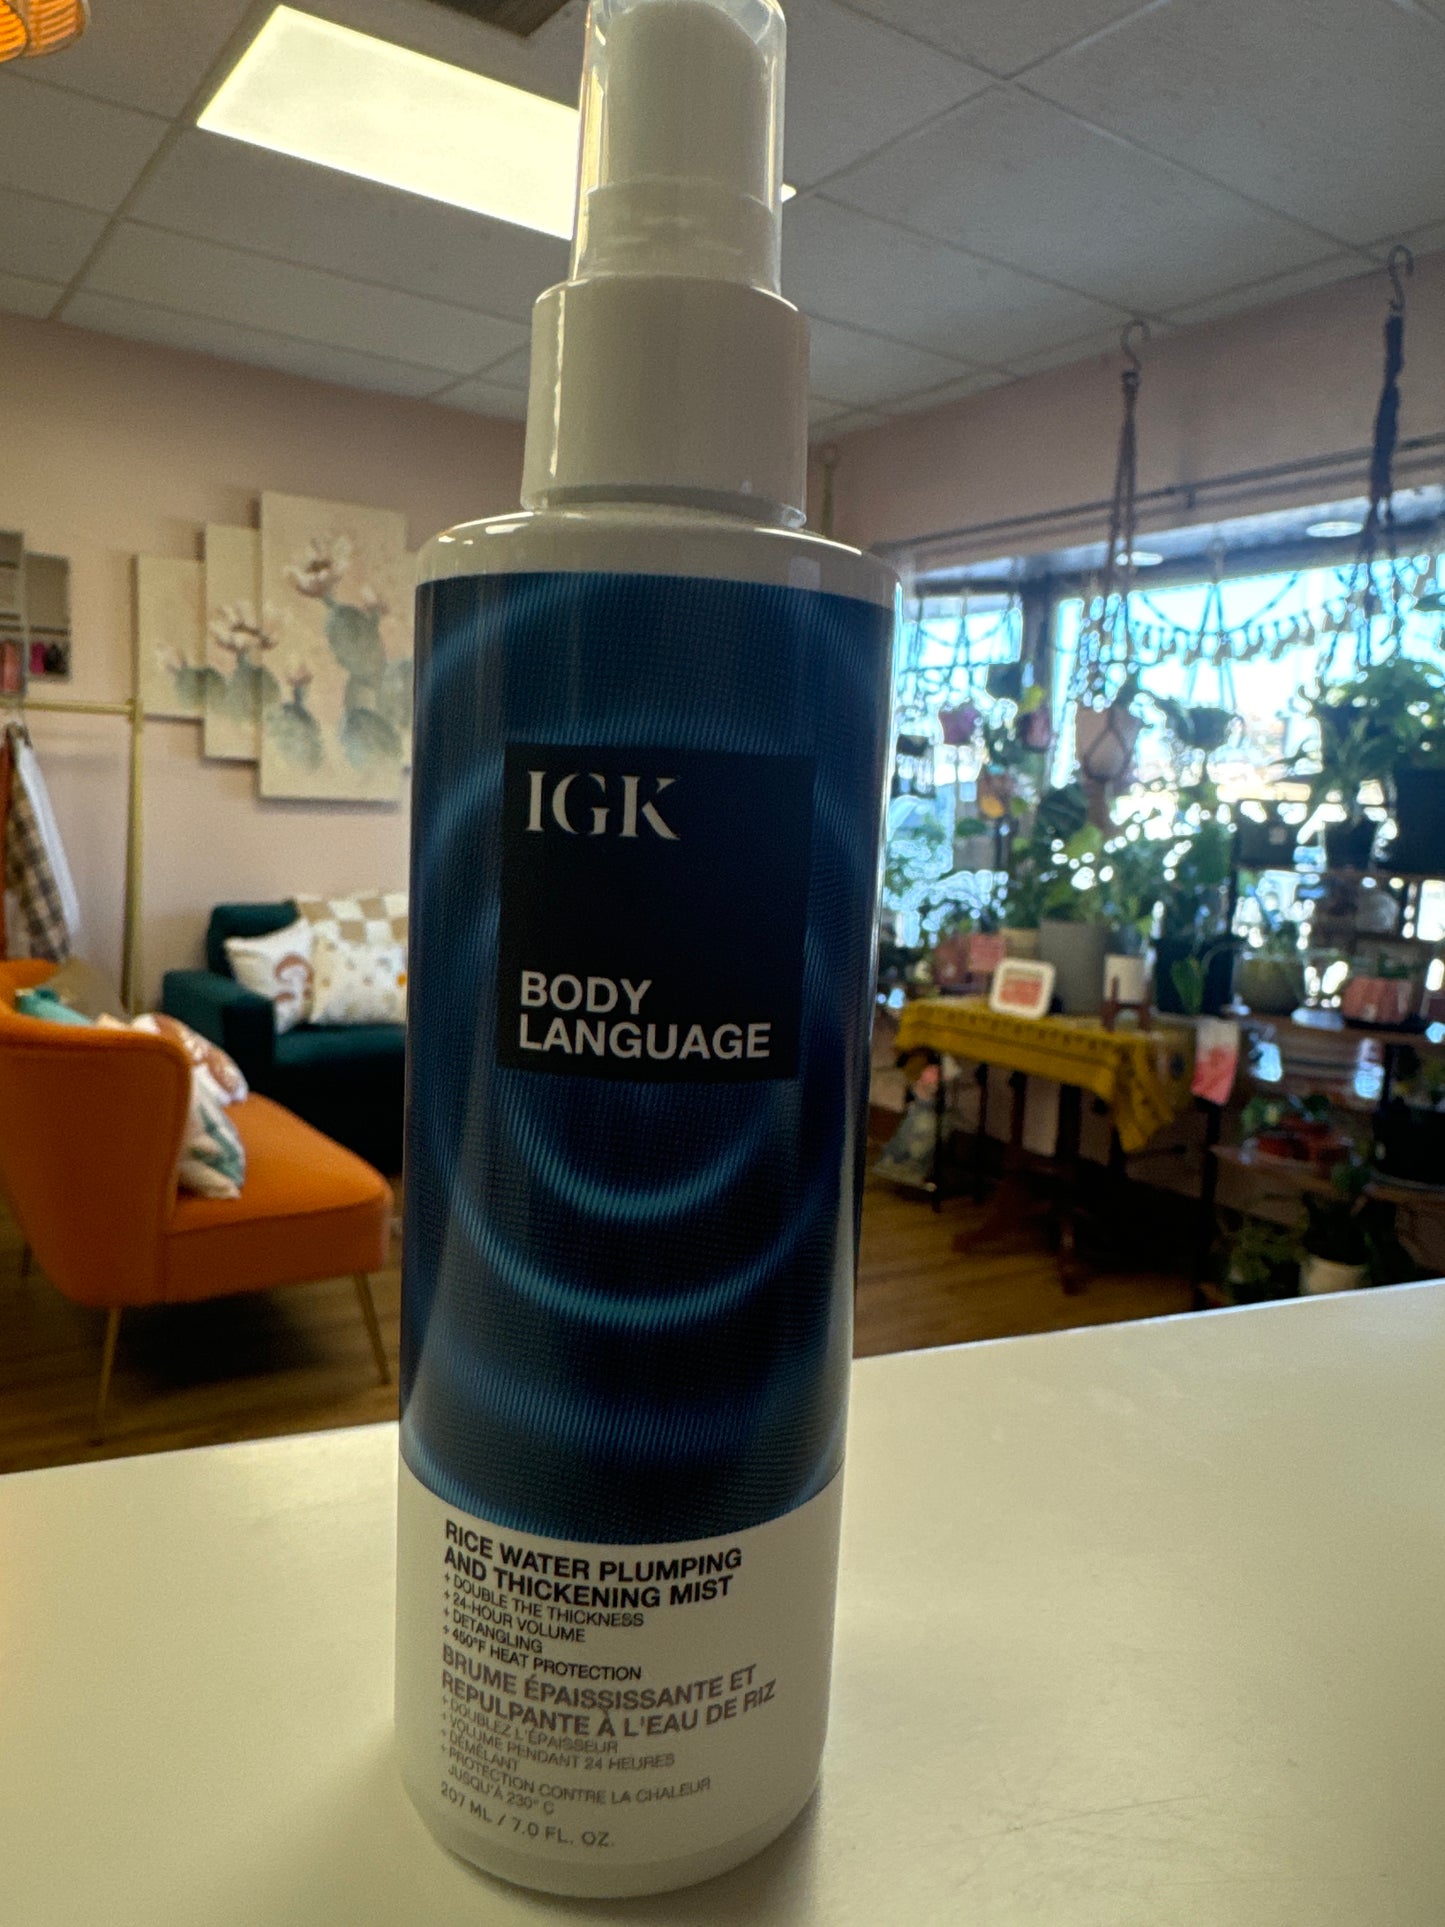 IGK
BODY
LANGUAGE
RICE WATER PLUMPING
AND THICKENING MIST
+ DOUBLE THE THICKNESS
+ 24-HOUR VOLUME
+ DETANGLING
+ 450°F HEAT PROTECTION
BRUME ÉPAISSISSANTE ET
REPULPANTE À L'EAU DE RIZ
+ DOUBLEZ L'ÉPAISSEUR
+ VOLUME PENDANT 24 HEURES
+ DÉMÊLANT
+ PROTECTION CONTRE LA CHALEUR
JUSQU'À 230° C
207 ML / 7.0 FL. OZ.